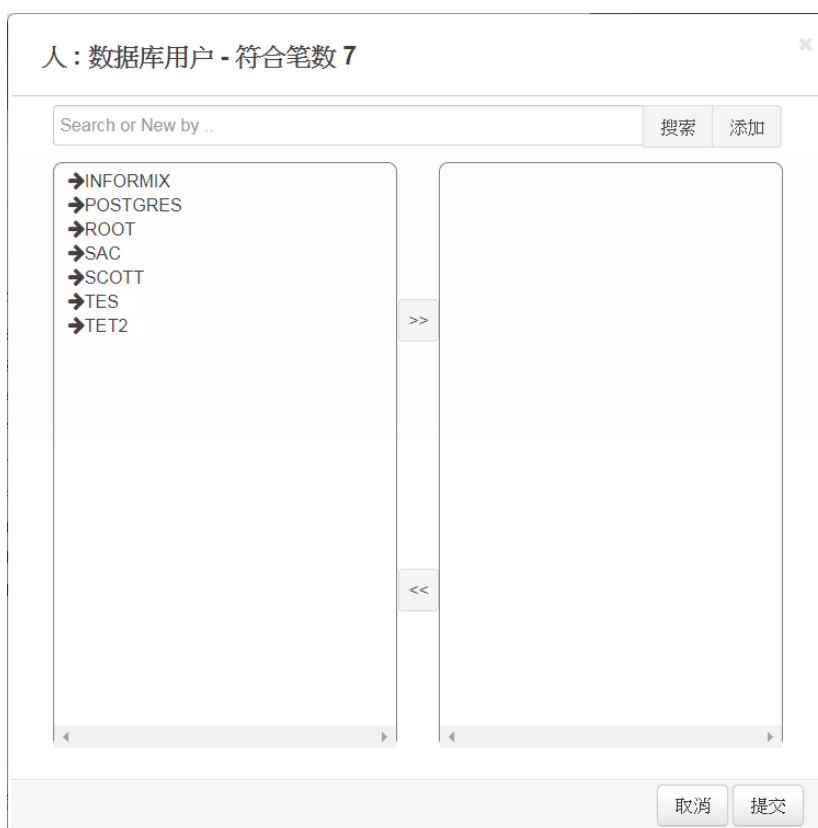 人 : 数据库用户 - 符合笔数 7
×
Search or New by ..
搜索 添加
INFORMIX
POSTGRES
ROOT
SAC
SCOTT
TES
TET2
>>
<<
取消 提交